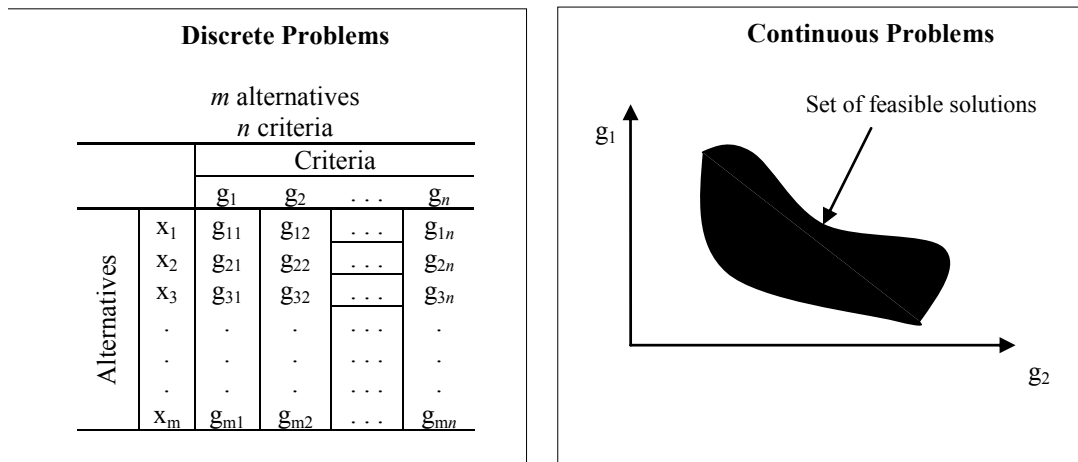 Discrete Problems
m alternatives
n criteria
Criteria
g1 g2 . . . gn
Alternatives
x1 g11 g12 . . . g1n
x2 g21 g22 . . . g2n
x3 g31 g32 . . . g3n
. . . . . . .
. . . . . . .
. . . . . . .
xm gm1 gm2 . . . gmn
Continuous Problems
Set of feasible solutions
g1
g2